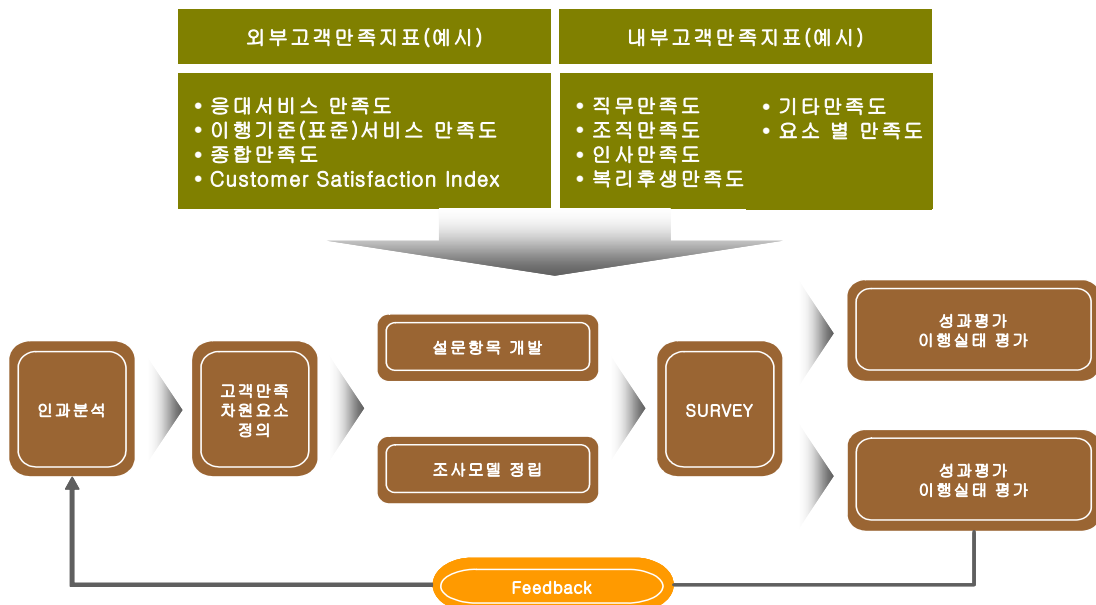 외부고객만족지표(예시)
내부고객만족지표(예시)
• 응대서비스 만족도
• 이행기준(표준)서비스 만족도
• 종합만족도
• Customer Satisfaction Index
• 직무만족도
• 조직만족도
• 인사만족도
• 복리후생만족도
• 기타만족도
• 요소 별 만족도
인과분석
고객만족
차원요소
정의
설문항목 개발
조사모델 정립
SURVEY
성과평가
이행실태 평가
성과평가
이행실태 평가
Feedback